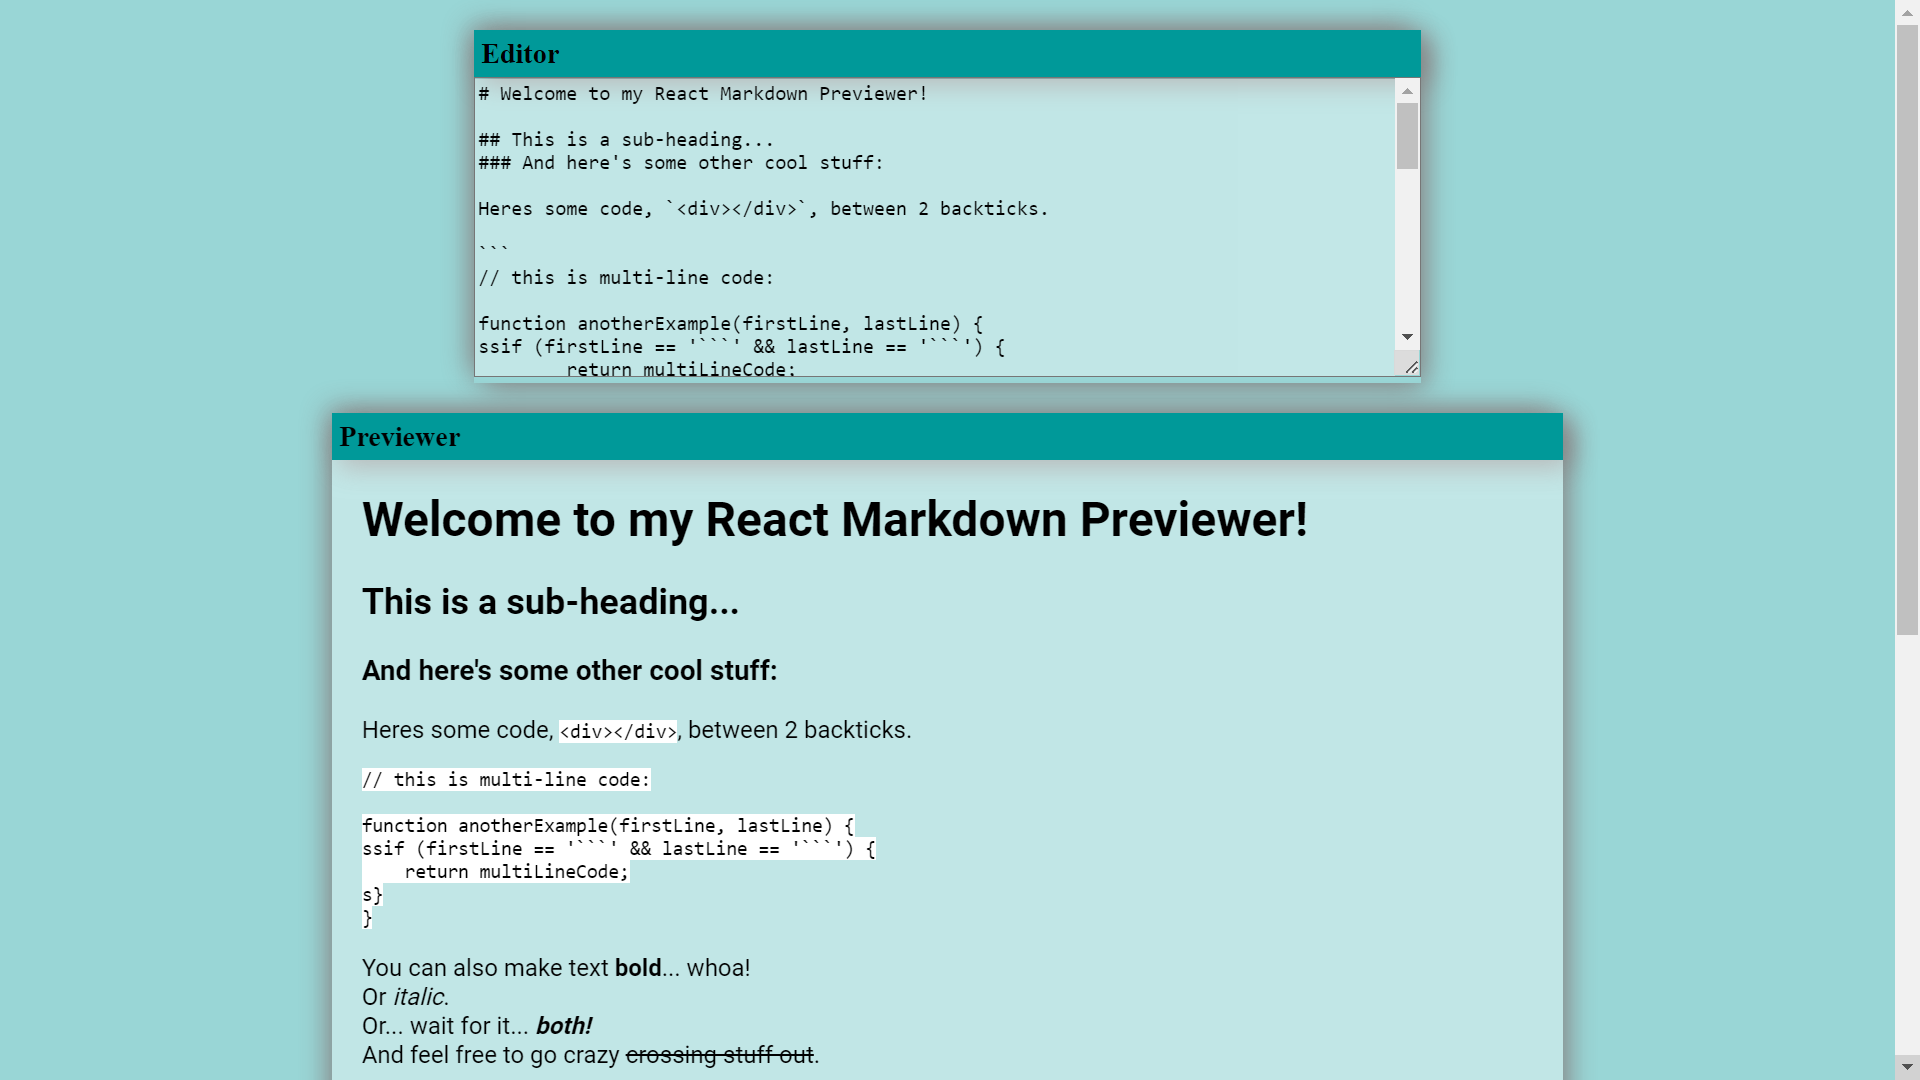 Editor
# Welcome to my React Markdown Previewer!
## This is a sub-heading...
### And here's some other cool stuff:
Heres some code, `<div></div>`, between 2 backticks.
```
// this is multi-line code:
function anotherExample(firstLine, lastLine) {
ssif (firstLine == '```' && lastLine == '```') {
return multiLineCode;
Previewer
Welcome to my React Markdown Previewer!
This is a sub-heading...
And here's some other cool stuff:
Heres some code, <div></div>, between 2 backticks.
// this is multi-line code:
function anotherExample(firstLine, lastLine) {
ssif (firstLine == '```' && lastLine == '```') {
return multiLineCode;
s}
}
You can also make text bold... whoa!
Or italic.
Or... wait for it... both!
And feel free to go crazy crossing stuff out.